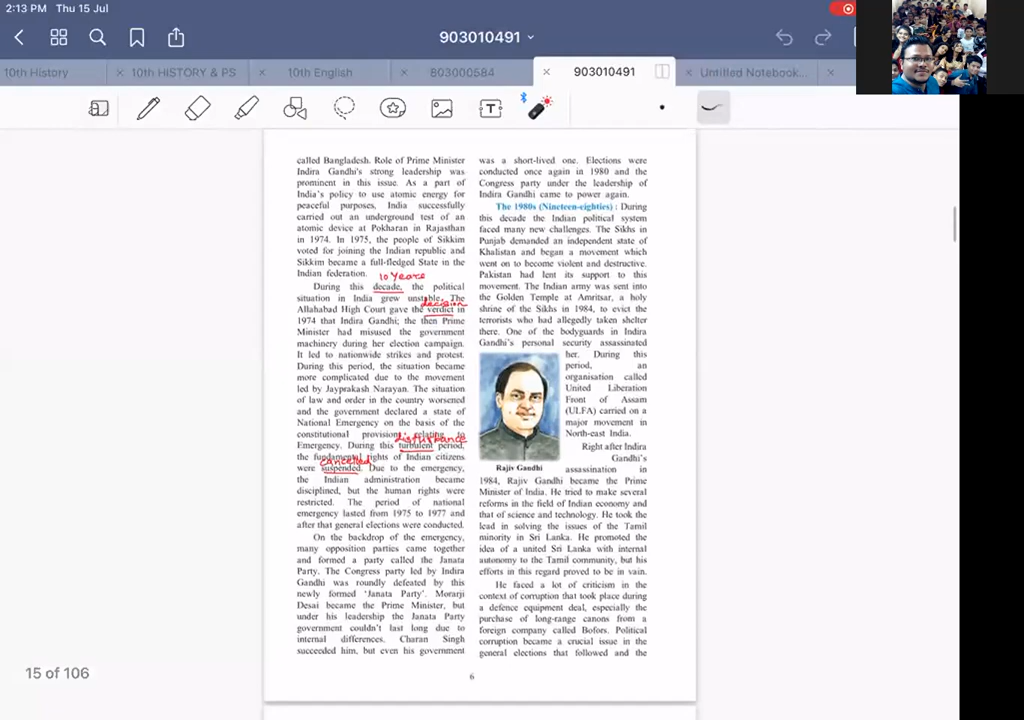 2:13 PM Thu 15 Jul
903010491
10th History
10th HISTORY & PS
10th English
803000584
903010491
Untitled Notebook...
called Bangladesh. Role of Prime Minister
Indira Gandhi's strong leadership was
prominent in this issue. As a part of
India's policy to use atomic energy for
peaceful purposes, India successfully
carried out an underground test of an
atomic device at Pokharan in Rajasthan
in 1974. In 1975, the people of Sikkim
voted for joining the Indian republic and
Sikkim became a full-fledged State in the
Indian federation.
10 Years
During this decade, the political
situation in India grew unstable. The
decision
Allahabad High Court gave the verdict in
1974 that Indira Gandhi; the then Prime
Minister had misused the government
machinery during her election campaign.
It led to nationwide strikes and protest.
During this period, the situation became
more complicated due to the movement
led by Jayprakash Narayan. The situation
of law and order in the country worsened
and the government declared a state of
National Emergency on the basis of the
constitutional provisions relating to
disturbance
Emergency. During this turbulent period,
the fundamental rights of Indian citizens
cancelled
were suspended. Due to the emergency,
the Indian administration became
disciplined, but the human rights were
restricted. The period of national
emergency lasted from 1975 to 1977 and
after that general elections were conducted.
On the backdrop of the emergency,
many opposition parties came together
and formed a party called the Janata
Party. The Congress party led by Indira
Gandhi was roundly defeated by this
newly formed 'Janata Party'. Morarji
Desai became the Prime Minister, but
under his leadership the Janata Party
government couldn't last long due to
internal differences. Charan Singh
succeeded him, but even his government
was a short-lived one. Elections were
conducted once again in 1980 and the
Congress party under the leadership of
Indira Gandhi came to power again.
The 1980s (Nineteen-eighties) : During
this decade the Indian political system
faced many new challenges. The Sikhs in
Punjab demanded an independent state of
Khalistan and began a movement which
went on to become violent and destructive.
Pakistan had lent its support to this
movement. The Indian army was sent into
the Golden Temple at Amritsar, a holy
shrine of the Sikhs in 1984, to evict the
terrorists who had allegedly taken shelter
there. One of the bodyguards in Indira
Gandhi's personal security assassinated
her. During this
period, an
organisation called
United Liberation
Front of Assam
(ULFA) carried on a
major movement in
North-east India.
Right after Indira
Gandhi's
assassination in
Rajiv Gandhi
1984, Rajiv Gandhi became the Prime
Minister of India. He tried to make several
reforms in the field of Indian economy and
that of science and technology. He took the
lead in solving the issues of the Tamil
minority in Sri Lanka. He promoted the
idea of a united Sri Lanka with internal
autonomy to the Tamil community, but his
efforts in this regard proved to be in vain.
He faced a lot of criticism in the
context of corruption that took place during
a defence equipment deal, especially the
purchase of long-range canons from a
foreign company called Bofors. Political
corruption became a crucial issue in the
general elections that followed and the
6
15 of 106